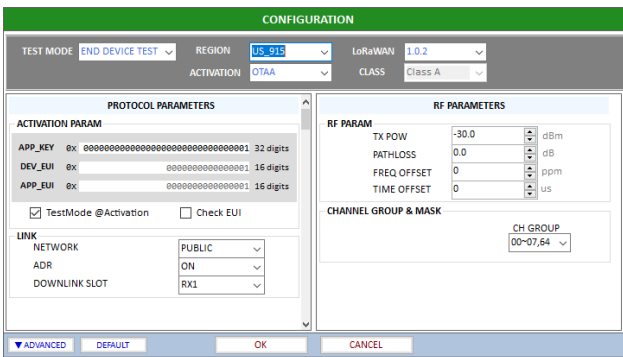 CONFIGURATION
TEST MODE END DEVICE TEST REGION US_915 LoRaWAN 1.0.2
ACTIVATION OTAA CLASS Class A
PROTOCOL PARAMETERS
ACTIVATION PARAM
APP_KEY 0x 00000000000000000000000000000001 32 digits
DEV_EUI 0x 0000000000000001 16 digits
APP_EUI 0x 0000000000000001 16 digits
TestMode @Activation Check EUI
LINK
NETWORK PUBLIC
ADR ON
DOWNLINK SLOT RX1
RF PARAMETERS
RF PARAM
TX POW -30.0 dBm
PATHLOSS 0.0 dB
FREQ OFFSET 0 ppm
TIME OFFSET 0 us
CHANNEL GROUP & MASK
CH GROUP
00~07,64
▼ ADVANCED DEFAULT OK CANCEL